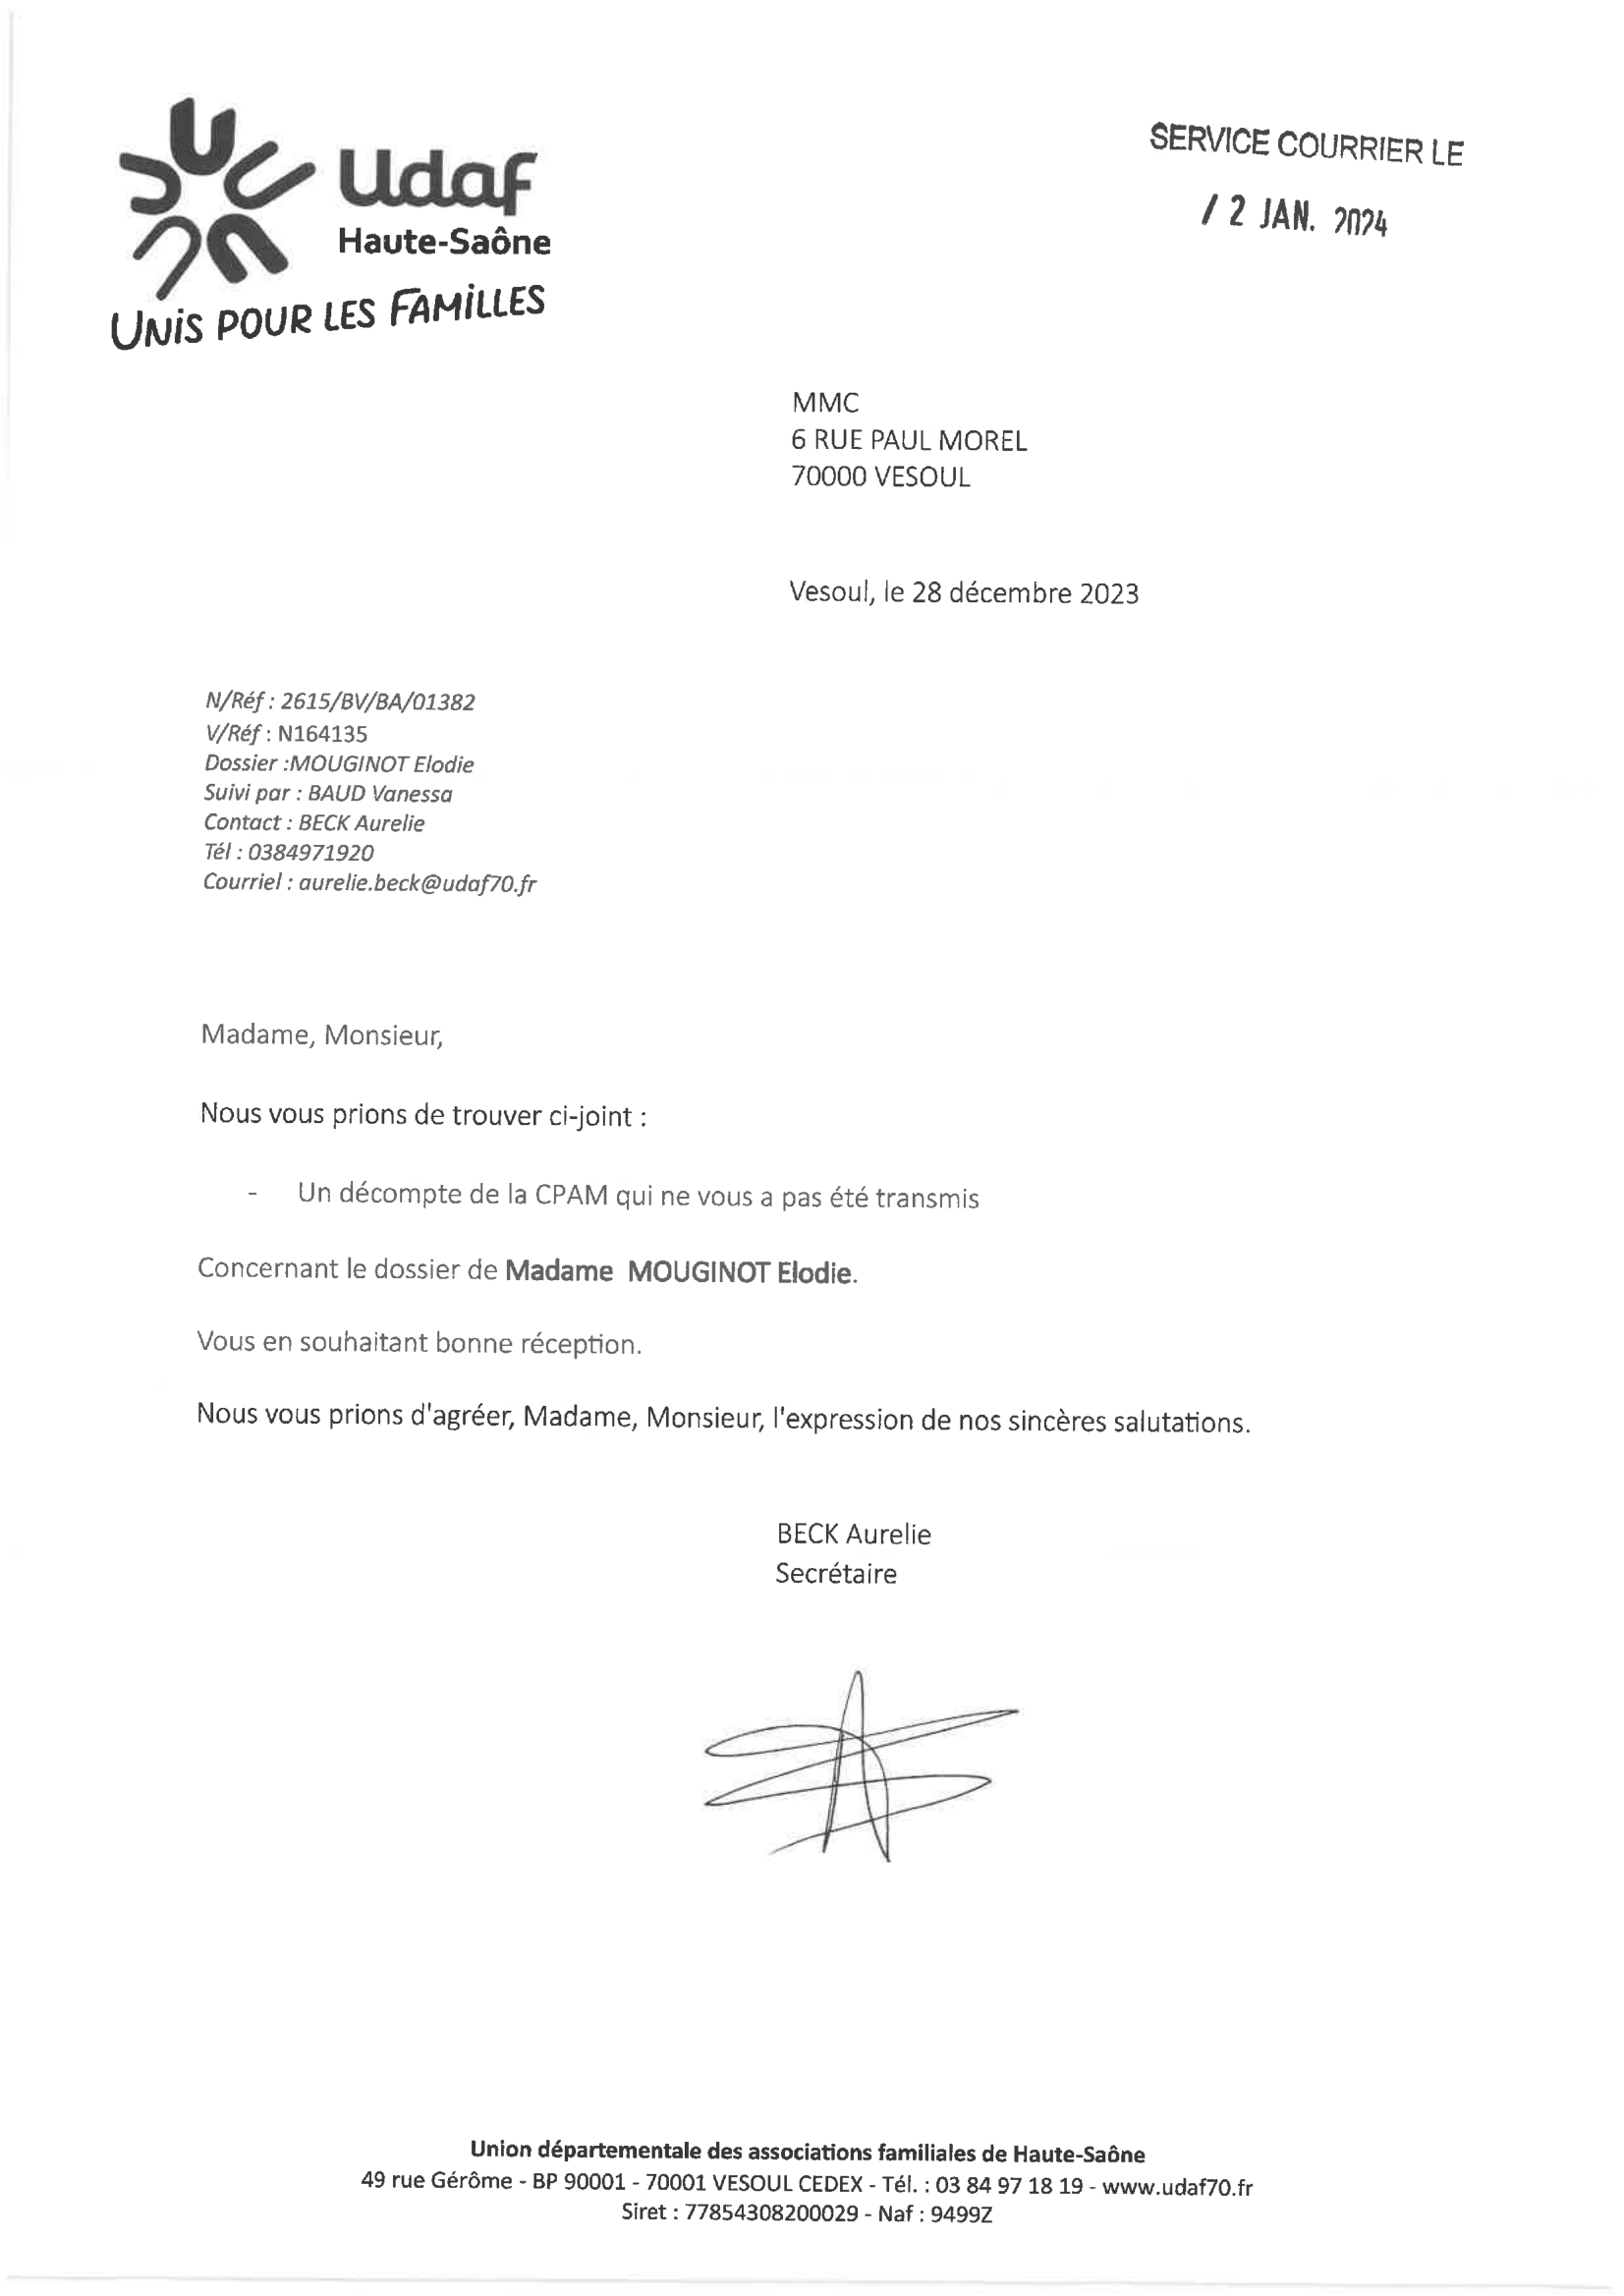 Udaf
Haute-Saône
UNiS POUR LES FAMiLLES
SERVICE COURRIER LE
/ 2 JAN. 2024
MMC
6 RUE PAUL MOREL
70000 VESOUL
Vesoul, le 28 décembre 2023
N/Réf : 2615/BV/BA/01382
V/Réf : N164135
Dossier :MOUGINOT Elodie
Suivi par : BAUD Vanessa
Contact : BECK Aurelie
Tél : 0384971920
Courriel : aurelie.beck@udaf70.fr
Madame, Monsieur,
Nous vous prions de trouver ci-joint :
- Un décompte de la CPAM qui ne vous a pas été transmis
Concernant le dossier de Madame MOUGINOT Elodie.
Vous en souhaitant bonne réception.
Nous vous prions d'agréer, Madame, Monsieur, l'expression de nos sincères salutations.
BECK Aurelie
Secrétaire
Union départementale des associations familiales de Haute-Saône
49 rue Gérôme - BP 90001 - 70001 VESOUL CEDEX - Tél. : 03 84 97 18 19 - www.udaf70.fr
Siret : 77854308200029 - Naf : 9499Z